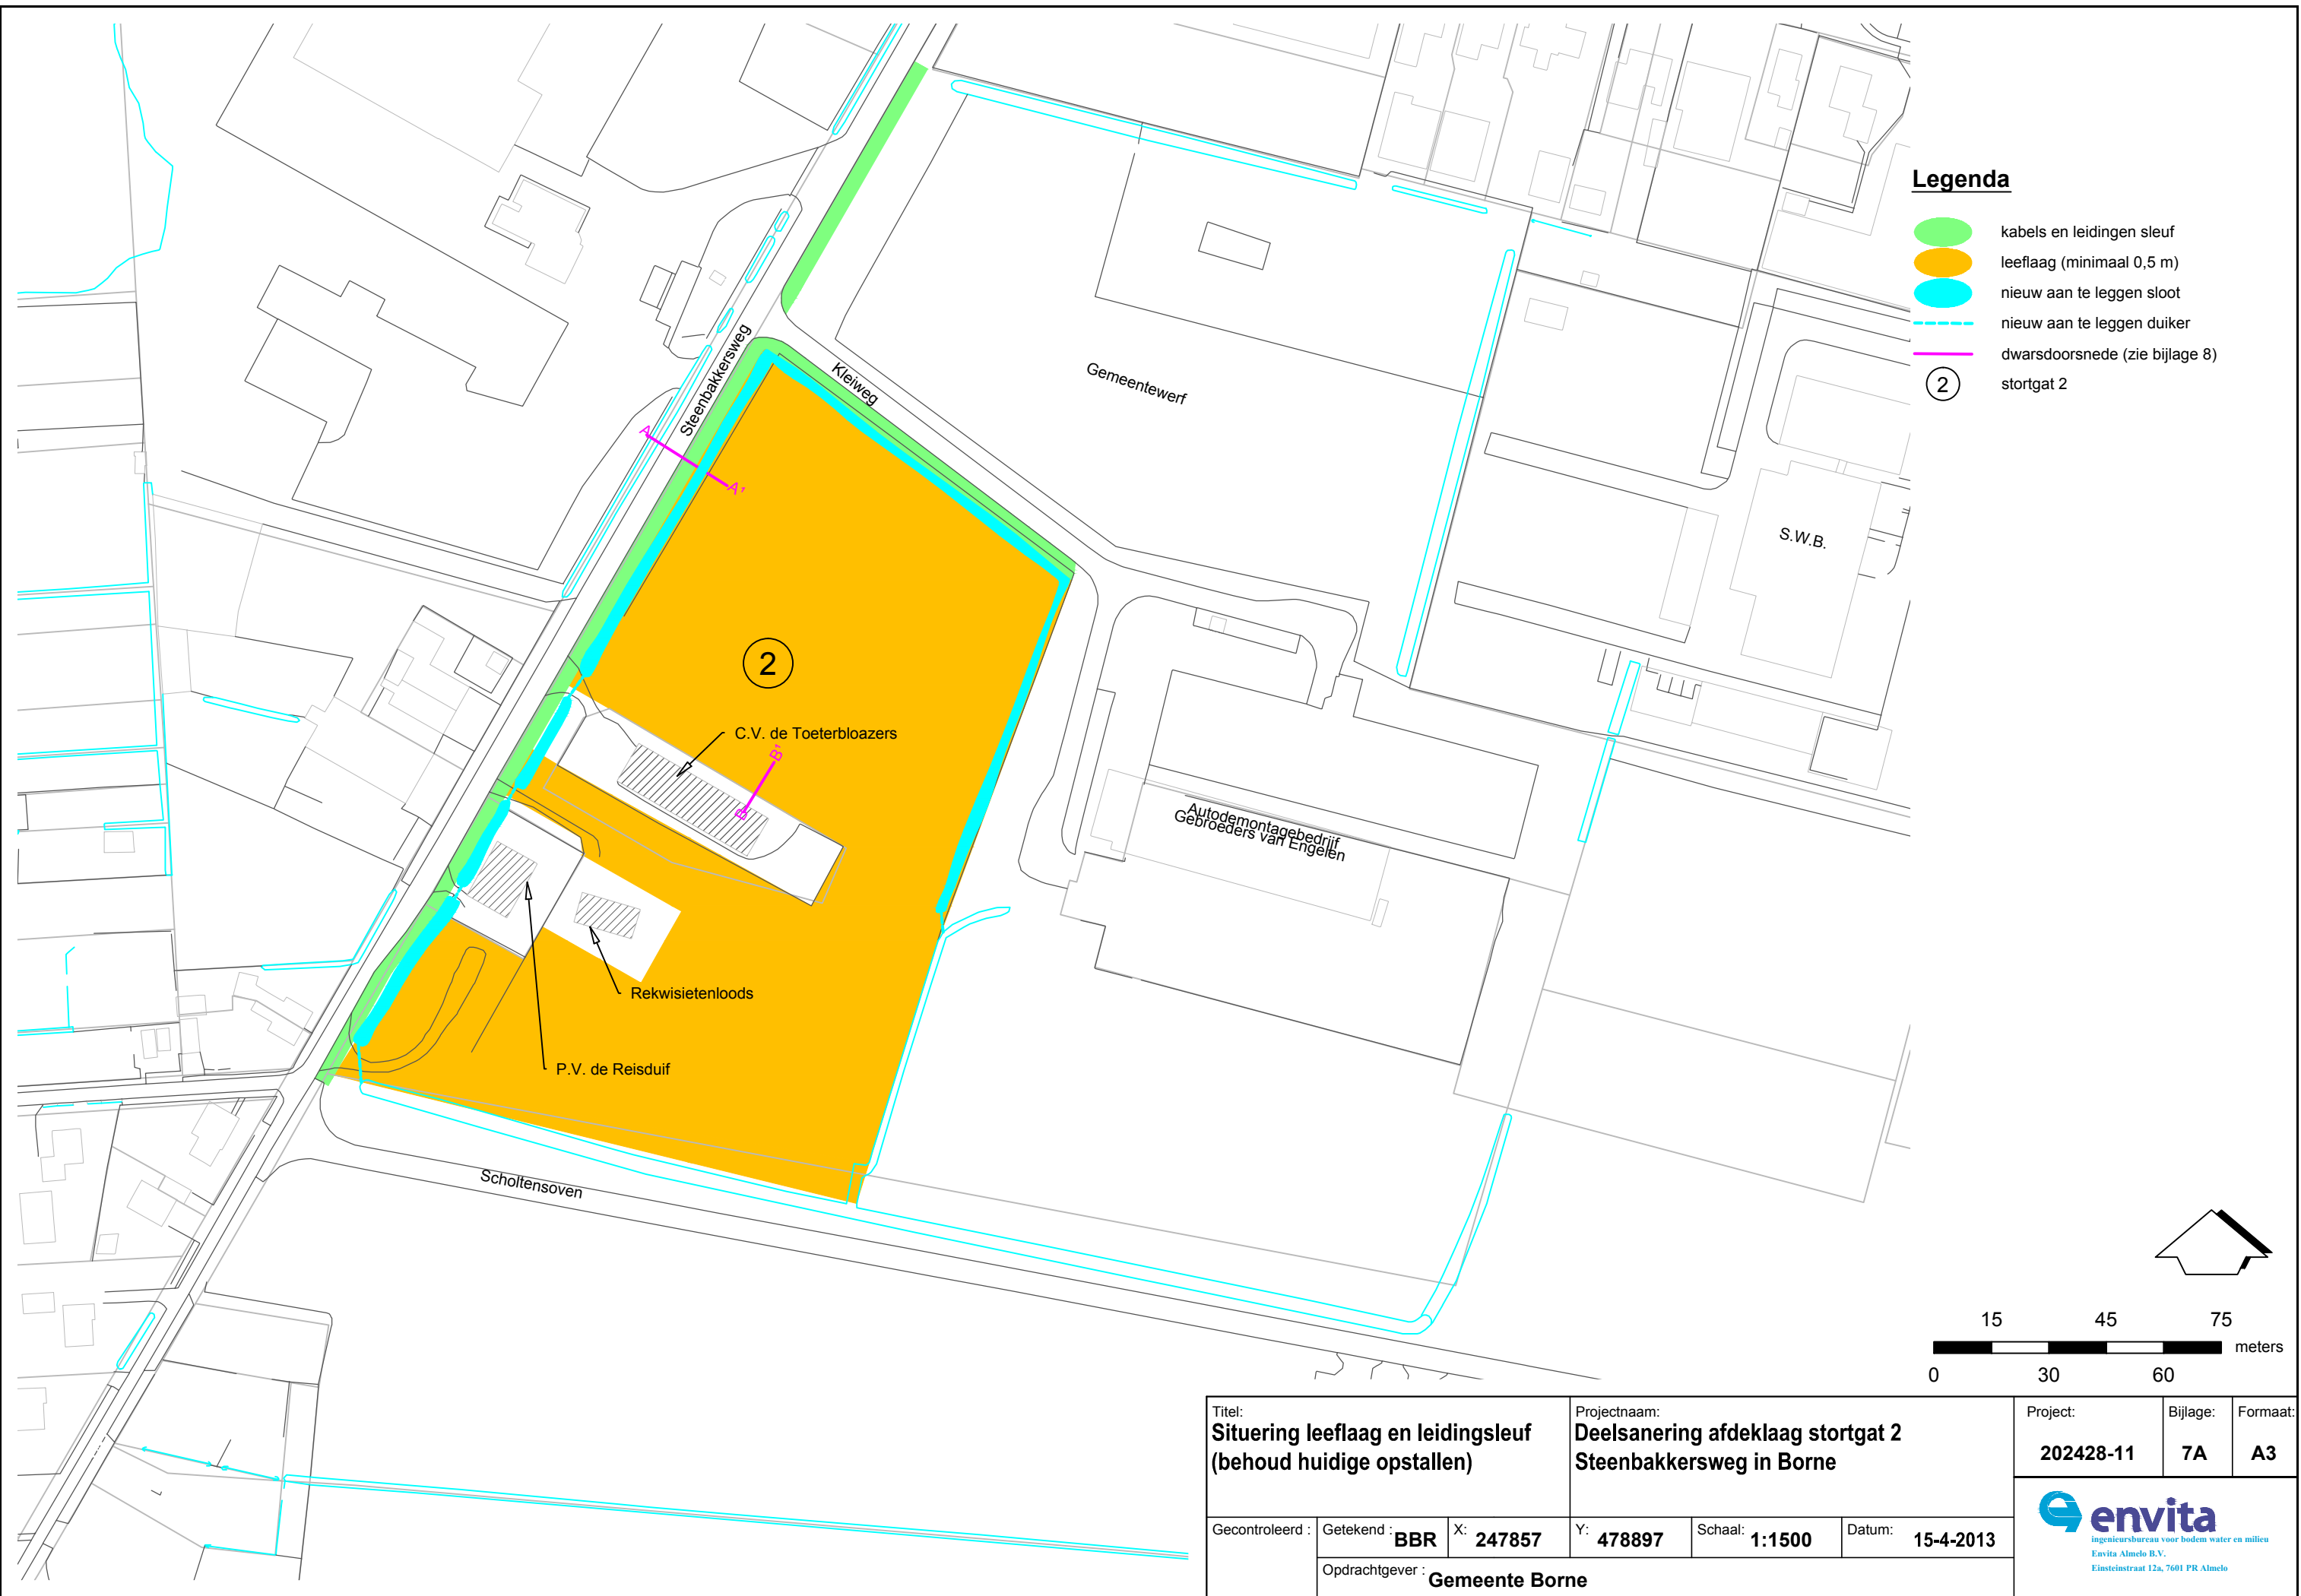 Legenda
kabels en leidingen sleuf
leeflaag (minimaal 0,5 m)
nieuw aan te leggen sloot
nieuw aan te leggen duiker
dwarsdoorsnede (zie bijlage 8)
2 stortgat 2
Steenbakkersweg
Kleiweg
Gemeentewerf
S.W.B.
A
A¹
2
C.V. de Toeterbloazers
B¹
B
Autodemontagebedrijf
Gebroeders van Engelen
Rekwisietenloods
P.V. de Reisduif
Scholtensoven
15 45 75
meters
0 30 60
Titel:
Situering leeflaag en leidingsleuf
(behoud huidige opstallen)
Projectnaam:
Deelsanering afdeklaag stortgat 2
Steenbakkersweg in Borne
Project:
202428-11
Bijlage:
7A
Formaat:
A3
Gecontroleerd :
Getekend : BBR
X: 247857
Y: 478897
Schaal: 1:1500
Datum: 15-4-2013
Opdrachtgever : Gemeente Borne
envita
ingenieursbureau voor bodem water en milieu
Envita Almelo B.V.
Einsteinstraat 12a, 7601 PR Almelo